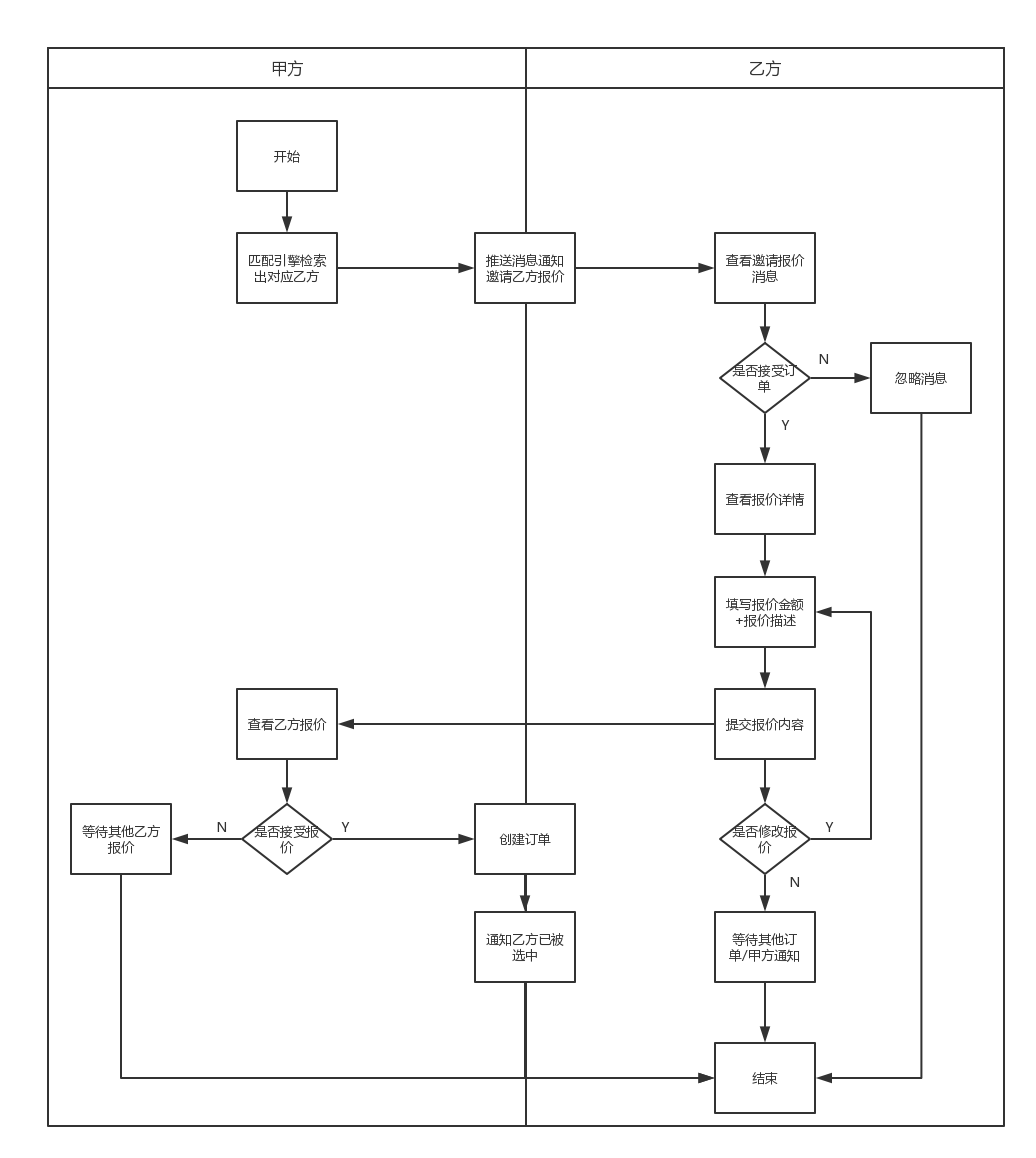 甲方
乙方
开始
匹配引擎检索
出对应乙方
推送消息通知
邀请乙方报价
查看邀请报价
消息
是否接受订
单
N
忽略消息
Y
查看报价详情
填写报价金额
+报价描述
查看乙方报价
提交报价内容
等待其他乙方
报价
N
是否接受报
价
Y
创建订单
是否修改报
价
Y
N
通知乙方已被
选中
等待其他订
单/甲方通知
结束